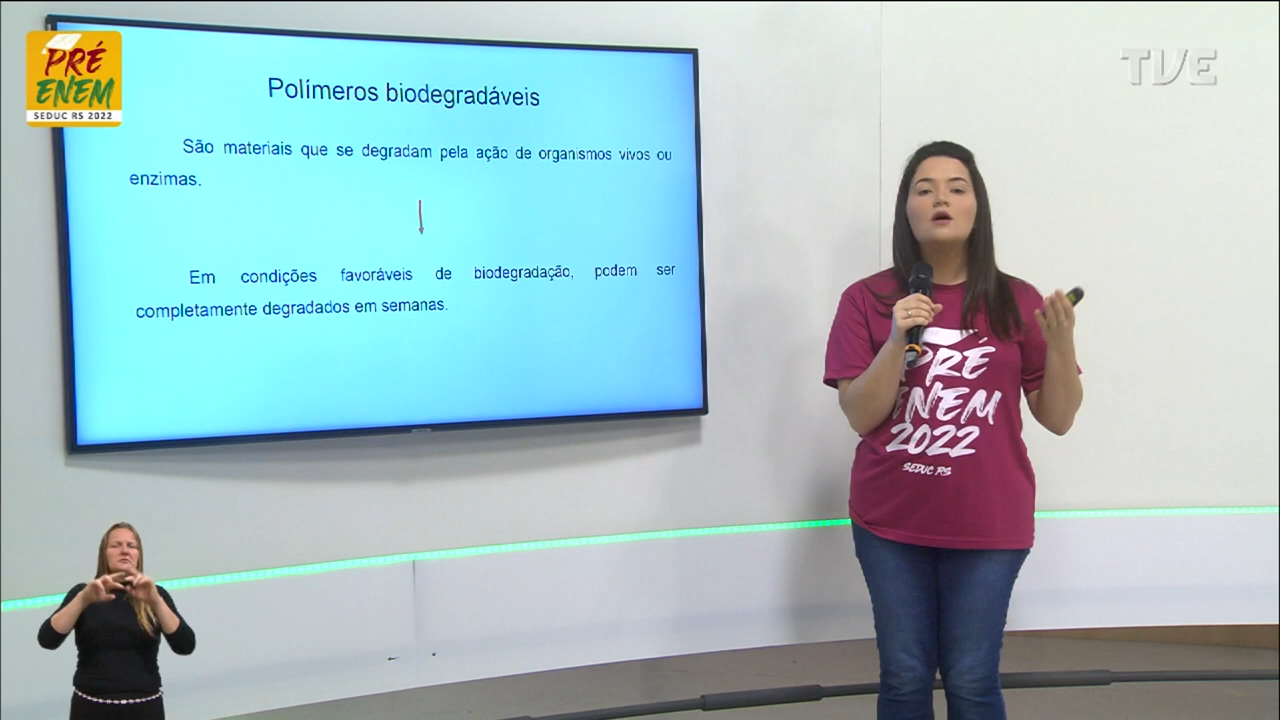 PRÉ
ENEM
SEDUC RS 2022
TVE
Polímeros biodegradáveis
São materiais que se degradam pela ação de organismos vivos ou
enzimas.
Em condições favoráveis de biodegradação, podem ser
completamente degradados em semanas.
PRÉ
ENEM
2022
SEDUC RS